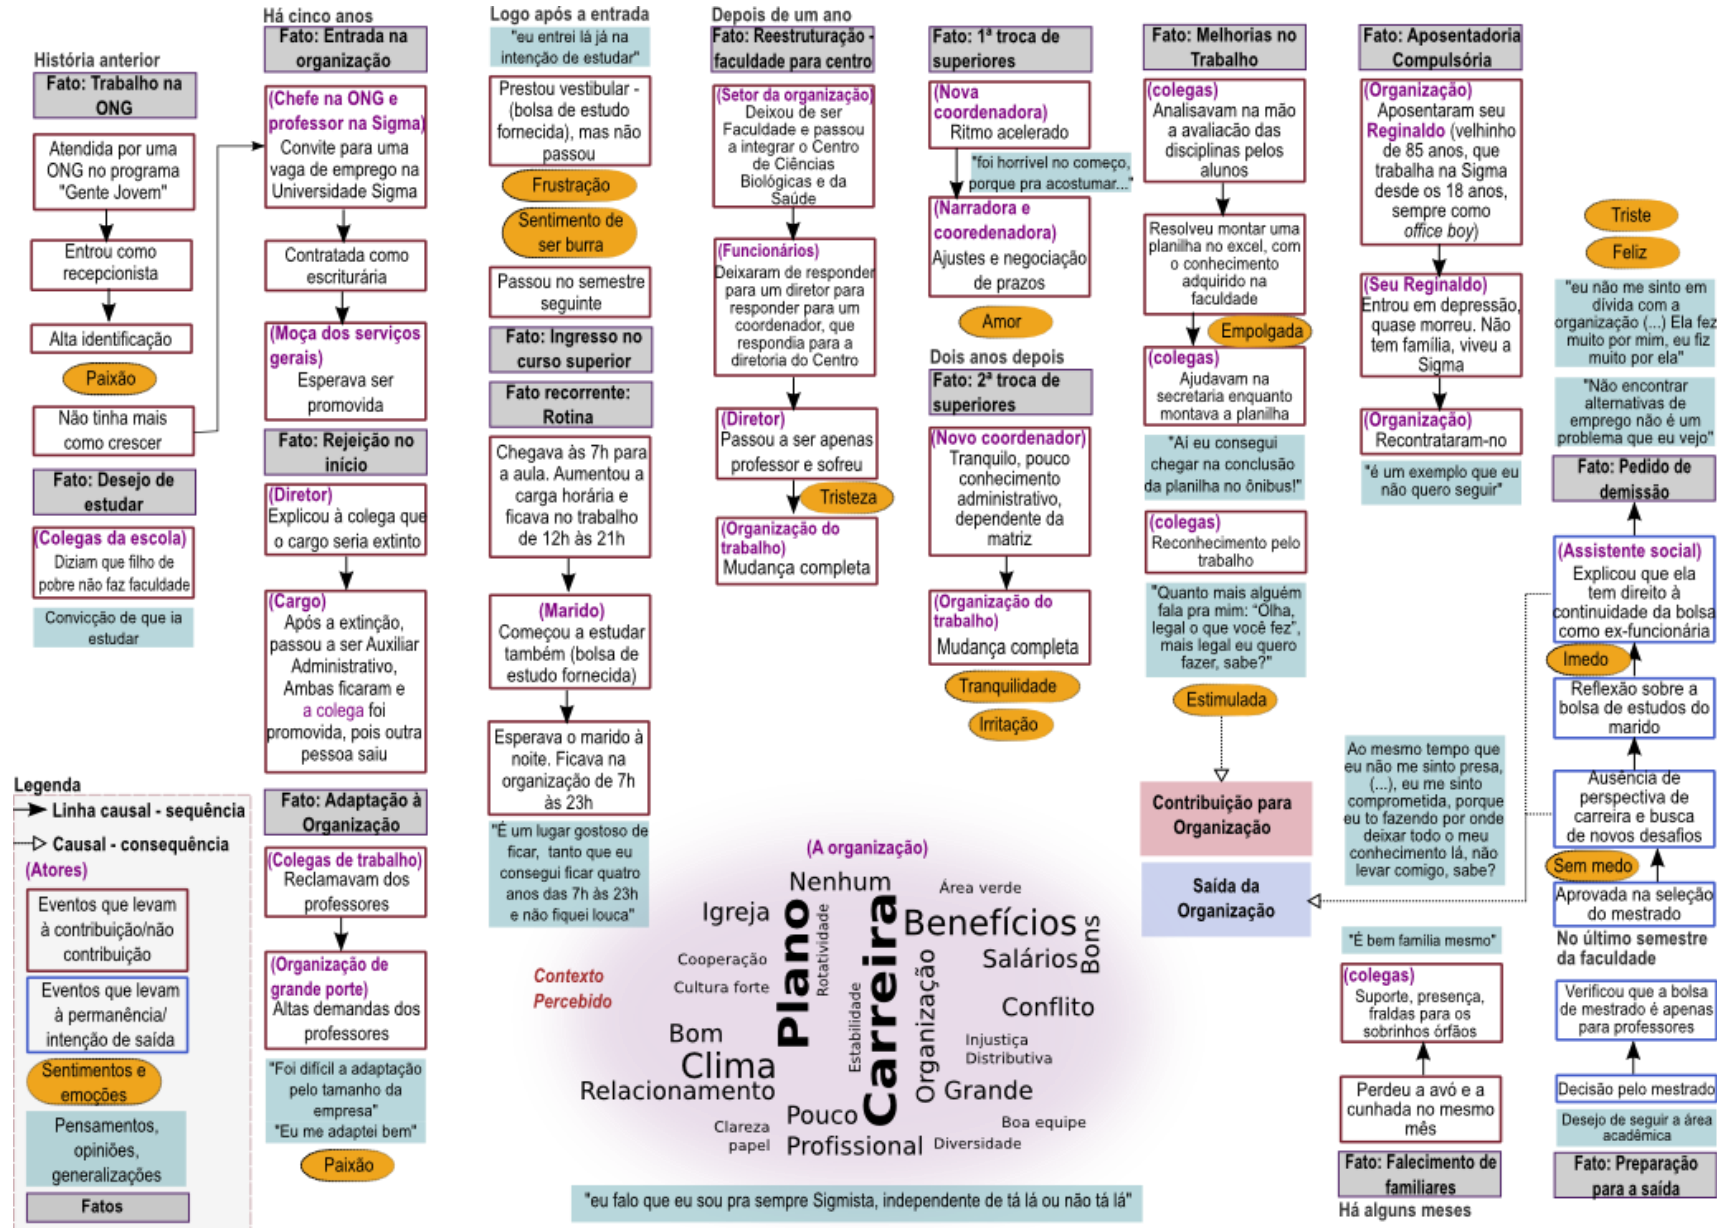 História anterior
Fato: Trabalho na
ONG
Atendida por uma
ONG no programa
"Gente Jovem"
Entrou como
recepcionista
Alta identificação
Paixão
Não tinha mais
como crescer
Fato: Desejo de
estudar
(Colegas da escola)
Diziam que filho de
pobre não faz faculdade
Convicção de que ia
estudar
Legenda
Linha causal - sequência
Causal - consequência
(Atores)
Eventos que levam
à contribuição/não
contribuição
Eventos que levam
à permanência/
intenção de saída
Sentimentos e
emoções
Pensamentos,
opiniões,
generalizações
Fatos
Há cinco anos
Fato: Entrada na
organização
(Chefe na ONG e
professor na Sigma)
Convite para uma
vaga de emprego na
Universidade Sigma
Contratada como
escriturária
(Moça dos serviços
gerais)
Esperava ser
promovida
Fato: Rejeição no
início
(Diretor)
Explicou à colega que
o cargo seria extinto
(Cargo)
Após a extinção,
passou a ser Auxiliar
Administrativo,
Ambas ficaram e
a colega foi
promovida, pois outra
pessoa saiu
Fato: Adaptação à
Organização
(Colegas de trabalho)
Reclamavam dos
professores
(Organização de
grande porte)
Altas demandas dos
professores
"Foi difícil a adaptação
pelo tamanho da
empresa"
"Eu me adaptei bem"
Paixão
Logo após a entrada
"eu entrei lá já na
intenção de estudar"
Prestou vestibular -
(bolsa de estudo
fornecida), mas não
passou
Frustração
Sentimento de
ser burra
Passou no semestre
seguinte
Fato: Ingresso no
curso superior
Fato recorrente:
Rotina
Chegava às 7h para
a aula. Aumentou a
carga horária e
ficava no trabalho
de 12h às 21h
(Marido)
Começou a estudar
também (bolsa de
estudo fornecida)
Esperava o marido à
noite. Ficava na
organização de 7h
às 23h
"É um lugar gostoso de
ficar, tanto que eu
consegui ficar quatro
anos das 7h às 23h
e não fiquei louca"
Depois de um ano
Fato: Reestruturação -
faculdade para centro
(Setor da organização)
Deixou de ser
Faculdade e passou
a integrar o Centro
de Ciências
Biológicas e da
Saúde
(Funcionários)
Deixaram de responder
para um diretor para
responder para um
coordenador, que
respondia para a
diretoria do Centro
(Diretor)
Passou a ser apenas
professor e sofreu
Tristeza
(Organização do
trabalho)
Mudança completa
Fato: 1ª troca de
superiores
(Nova
coordenadora)
Ritmo acelerado
"foi horrível no começo,
porque pra acostumar..."
(Narradora e
cooredenadora)
Ajustes e negociação
de prazos
Amor
Dois anos depois
Fato: 2ª troca de
superiores
(Novo coordenador)
Tranquilo, pouco
conhecimento
administrativo,
dependente da
matriz
(Organização do
trabalho)
Mudança completa
Tranquilidade
Irritação
Fato: Melhorias no
Trabalho
(colegas)
Analisavam na mão
a avaliacão das
disciplinas pelos
alunos
Resolveu montar uma
planilha no excel, com
o conhecimento
adquirido na
faculdade
Empolgada
(colegas)
Ajudavam na
secretaria enquanto
montava a planilha
"Aí eu consegui
chegar na conclusão
da planilha no ônibus!"
(colegas)
Reconhecimento pelo
trabalho
"Quanto mais alguém
fala pra mim: “Olha,
legal o que você fez”,
mais legal eu quero
fazer, sabe?"
Estimulada
Contribuição para
Organização
Saída da
Organização
Fato: Aposentadoria
Compulsória
(Organização)
Aposentaram seu
Reginaldo (velhinho
de 85 anos, que
trabalha na Sigma
desde os 18 anos,
sempre como
office boy)
(Seu Reginaldo)
Entrou em depressão,
quase morreu. Não
tem família, viveu a
Sigma
(Organização)
Recontrataram-no
"é um exemplo que eu
não quero seguir"
Ao mesmo tempo que
eu não me sinto presa,
(...), eu me sinto
comprometida, porque
eu to fazendo por onde
deixar todo o meu
conhecimento lá, não
levar comigo, sabe?
"É bem família mesmo"
(colegas)
Suporte, presença,
fraldas para os
sobrinhos órfãos
Perdeu a avó e a
cunhada no mesmo
mês
Fato: Falecimento de
familiares
Há alguns meses
Triste
Feliz
"eu não me sinto em
dívida com a
organização (...) Ela fez
muito por mim, eu fiz
muito por ela"
"Não encontrar
alternativas de
emprego não é um
problema que eu vejo"
Fato: Pedido de
demissão
(Assistente social)
Explicou que ela
tem direito à
continuidade da bolsa
como ex-funcionária
Imedo
Reflexão sobre a
bolsa de estudos do
marido
Ausência de
perspectiva de
carreira e busca
de novos desafios
Sem medo
Aprovada na seleção
do mestrado
No último semestre
da faculdade
Verificou que a bolsa
de mestrado é apenas
para professores
Decisão pelo mestrado
Desejo de seguir a área
acadêmica
Fato: Preparação
para a saída
Contexto
Percebido
(A organização)
Nenhum
Área verde
Igreja
Plano
Rotatividade
Carreira
Benefícios
Bons
Cooperação
Salários
Cultura forte
Estabilidade
Organização
Conflito
Bom
Injustiça
Distributiva
Clima
Relacionamento
Grande
Pouco
Boa equipe
Clareza
papel
Profissional
Diversidade
"eu falo que eu sou pra sempre Sigmista, independente de tá lá ou não tá lá"